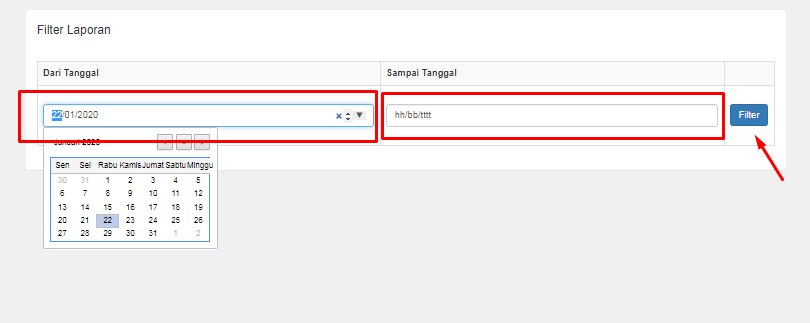 Filter Laporan
Dari Tanggal Sampai Tanggal
22/01/2020 hh/bb/tttt Filter
Januari 2020
Sen Sel Rabu Kamis Jumat Sabtu Minggu
30 31 1 2 3 4 5
6 7 8 9 10 11 12
13 14 15 16 17 18 19
20 21 22 23 24 25 26
27 28 29 30 31 1 2